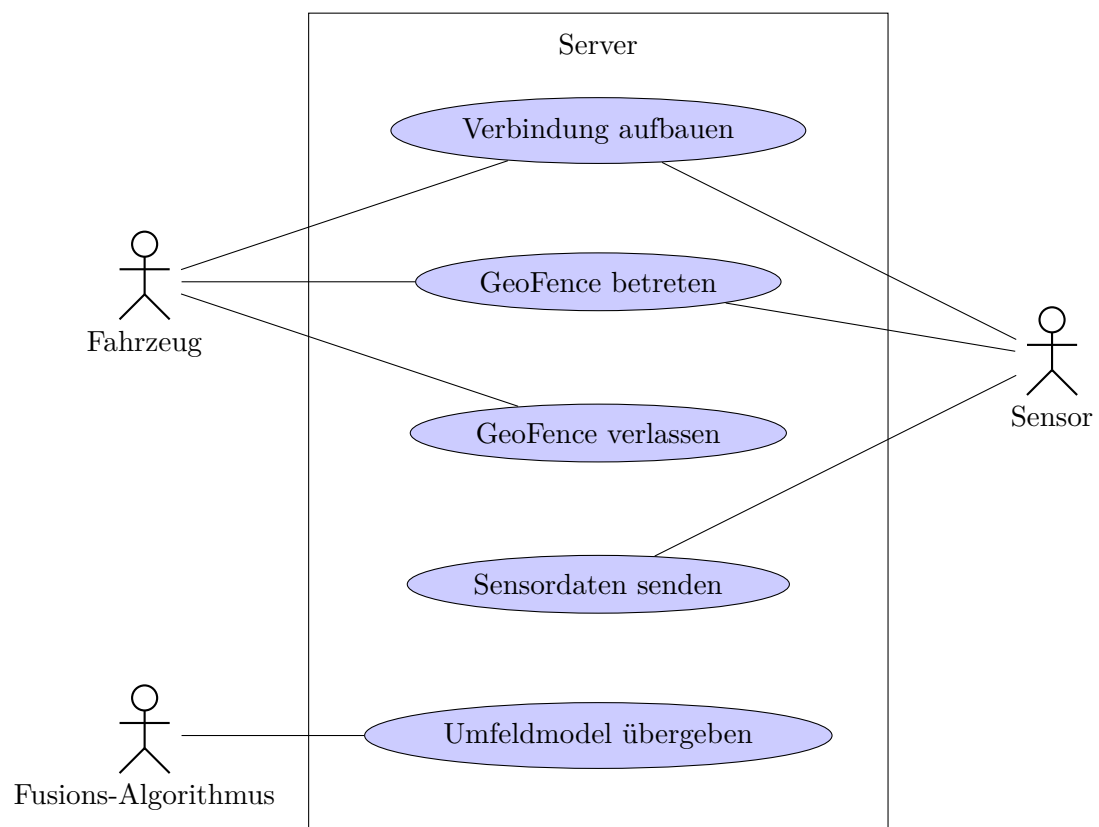 Server
Verbindung aufbauen
GeoFence betreten
Fahrzeug
Sensor
GeoFence verlassen
Sensordaten senden
Umfeldmodel übergeben
Fusions-Algorithmus